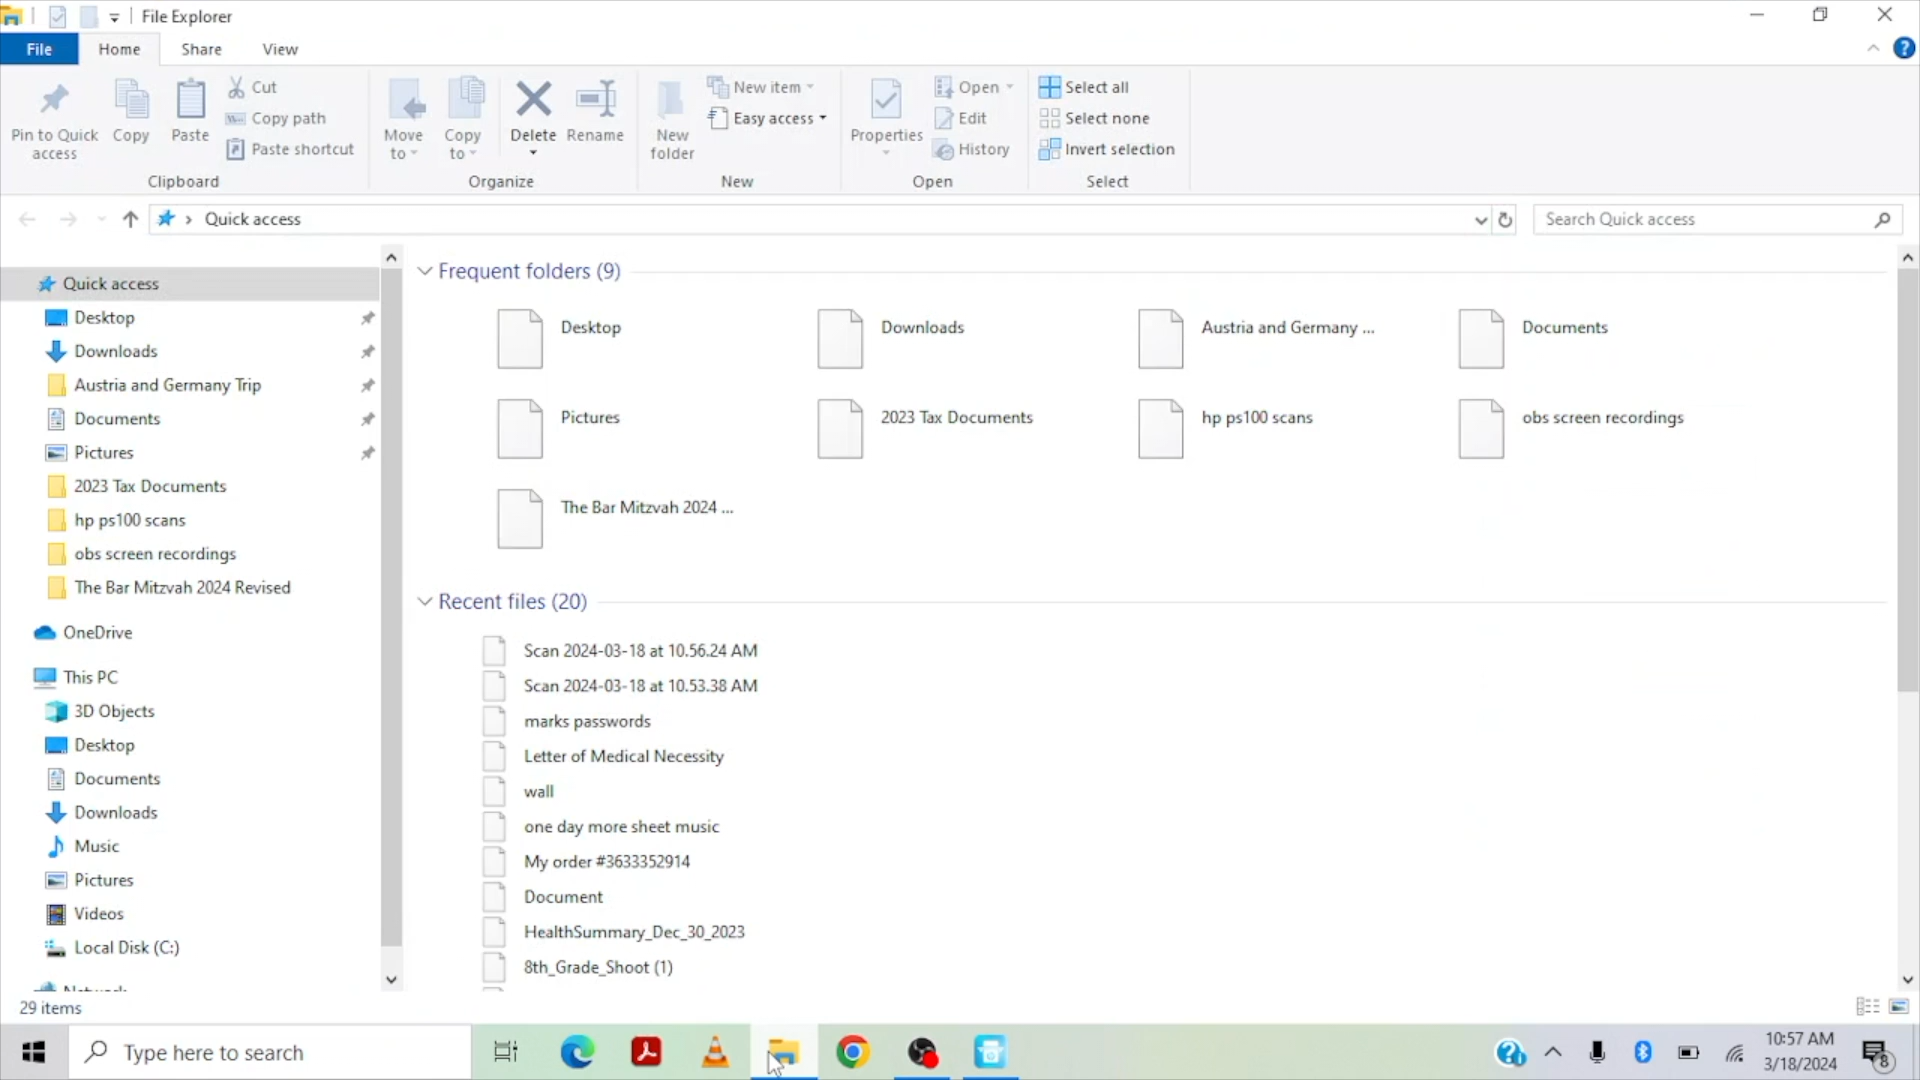 File Explorer
File Home Share View
Pin to Quick access
Copy
Paste
Cut
Copy path
Paste shortcut
Clipboard
Move to
Copy to
Delete
Rename
Organize
New folder
New item
Easy access
New
Properties
Open
Edit
History
Open
Select all
Select none
Invert selection
Select
Quick access
Search Quick access
Quick access
Desktop
Downloads
Austria and Germany Trip
Documents
Pictures
2023 Tax Documents
hp ps100 scans
obs screen recordings
The Bar Mitzvah 2024 Revised
OneDrive
This PC
3D Objects
Desktop
Documents
Downloads
Music
Pictures
Videos
Local Disk (C:)
Network
Frequent folders (9)
Desktop
Downloads
Austria and Germany ...
Documents
Pictures
2023 Tax Documents
hp ps100 scans
obs screen recordings
The Bar Mitzvah 2024 ...
Recent files (20)
Scan 2024-03-18 at 10.56.24 AM
Scan 2024-03-18 at 10.53.38 AM
marks passwords
Letter of Medical Necessity
wall
one day more sheet music
My order #3633352914
Document
HealthSummary_Dec_30_2023
8th_Grade_Shoot (1)
29 items
Type here to search
10:57 AM
3/18/2024
8